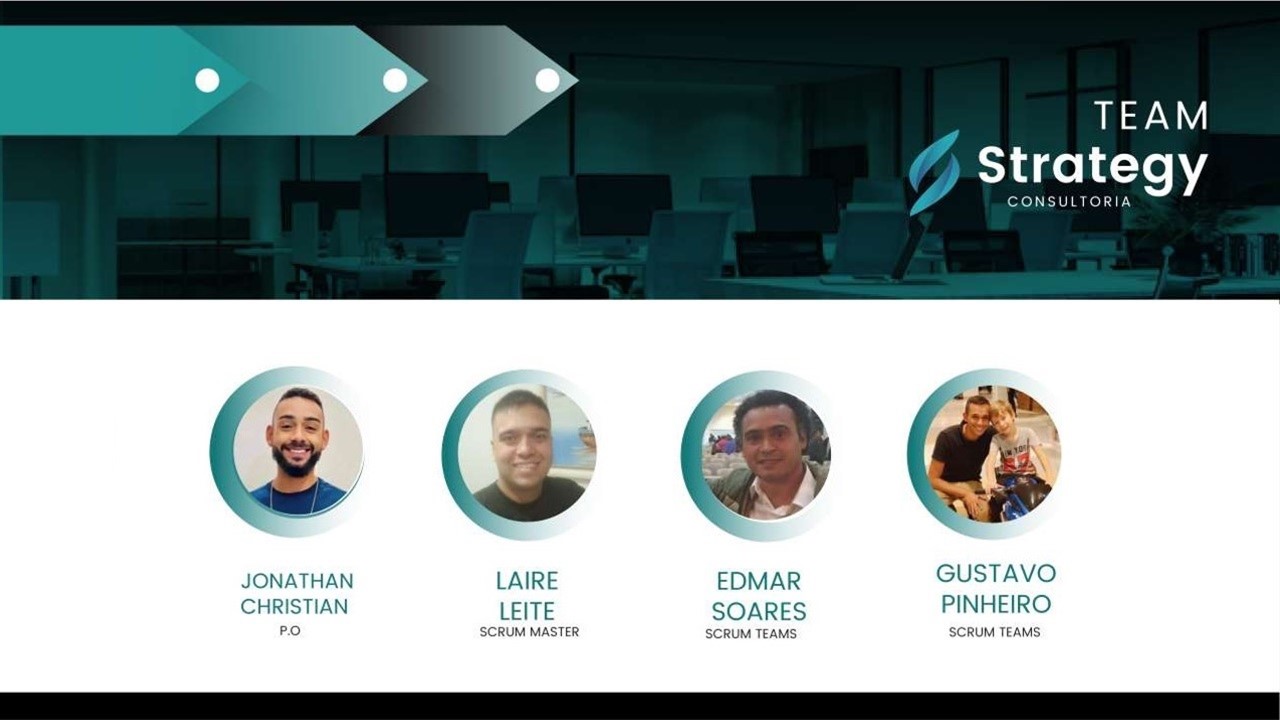 TEAM
Strategy
CONSULTORIA
JONATHAN
CHRISTIAN
P.O
LAIRE
LEITE
SCRUM MASTER
EDMAR
SOARES
SCRUM TEAMS
GUSTAVO
PINHEIRO
SCRUM TEAMS